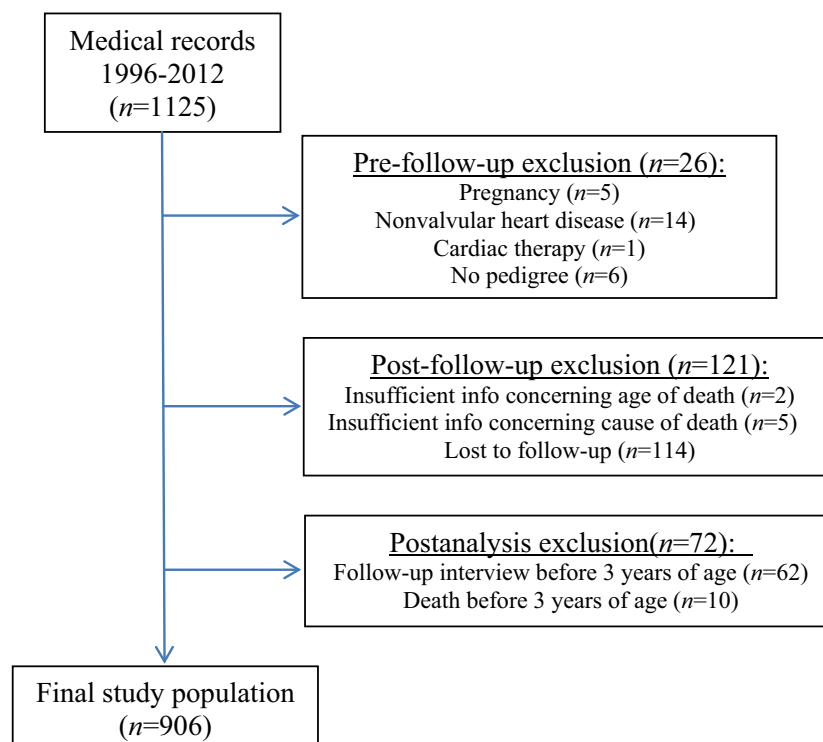 Medical records
1996-2012
(n=1125)
Pre-follow-up exclusion (n=26):
Pregnancy (n=5)
Nonvalvular heart disease (n=14)
Cardiac therapy (n=1)
No pedigree (n=6)
Post-follow-up exclusion (n=121):
Insufficient info concerning age of death (n=2)
Insufficient info concerning cause of death (n=5)
Lost to follow-up (n=114)
Postanalysis exclusion(n=72):
Follow-up interview before 3 years of age (n=62)
Death before 3 years of age (n=10)
Final study population
(n=906)